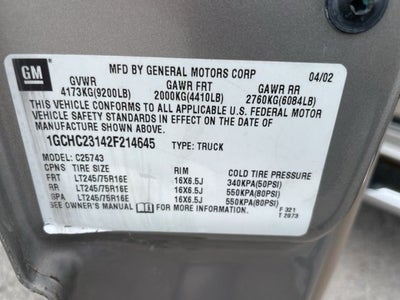 GM
MFD BY GENERAL MOTORS CORP 04/02
GVWR GAWR FRT GAWR RR
4173KG(9200LB) 2000KG(4410LB) 2760KG(6084LB)
THIS VEHICLE CONFORMS TO ALL APPLICABLE U.S. FEDERAL MOTOR
VEHICLE SAFETY STANDARDS IN EFFECT ON THE DATE OF
MANUFACTURE SHOWN ABOVE.
1GCHC23142F214645 TYPE: TRUCK
MODEL: C25743
CPNS TIRE SIZE RIM COLD TIRE PRESSURE
FRT LT245/75R16E 16X6.5J 340KPA(50PSI)
RR LT245/75R16E 16X6.5J 550KPA(80PSI)
SPA LT245/75R16E 16X6.5J 550KPA(80PSI)
SEE OWNER'S MANUAL FOR MORE INFORMATION. F 321
T 2873